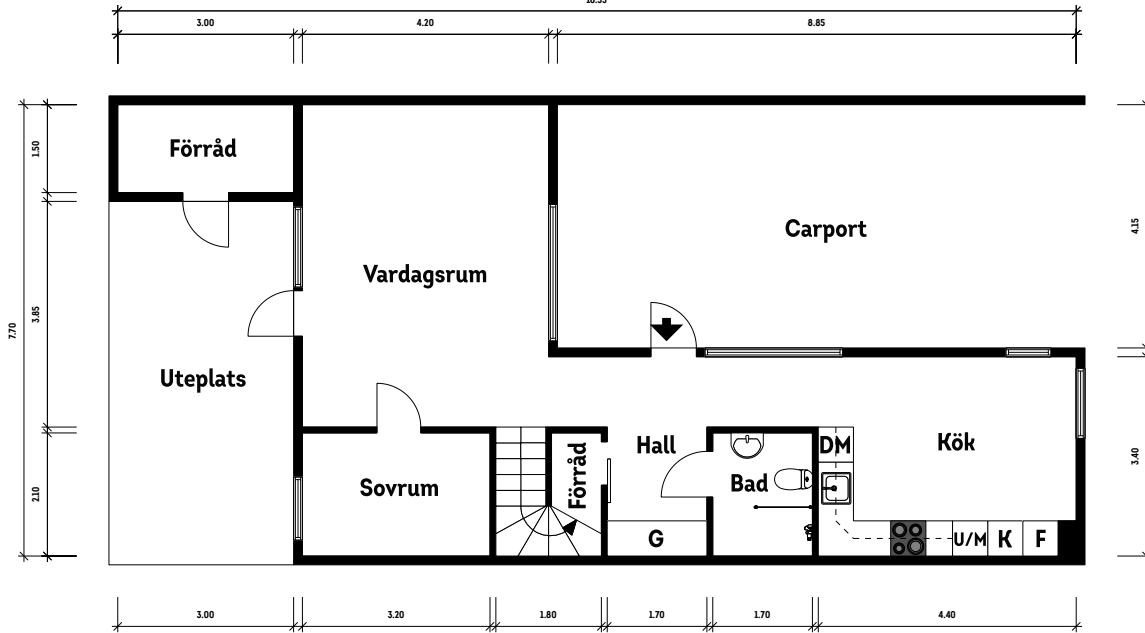 3.00
4.20
8.85
1.50
3.85
2.10
7.70
4.15
3.40
Förråd
Carport
Vardagsrum
Uteplats
Hall
Kök
DM
Förråd
Bad
Sovrum
G
U/M
K
F
3.00
3.20
1.80
1.70
1.70
4.40